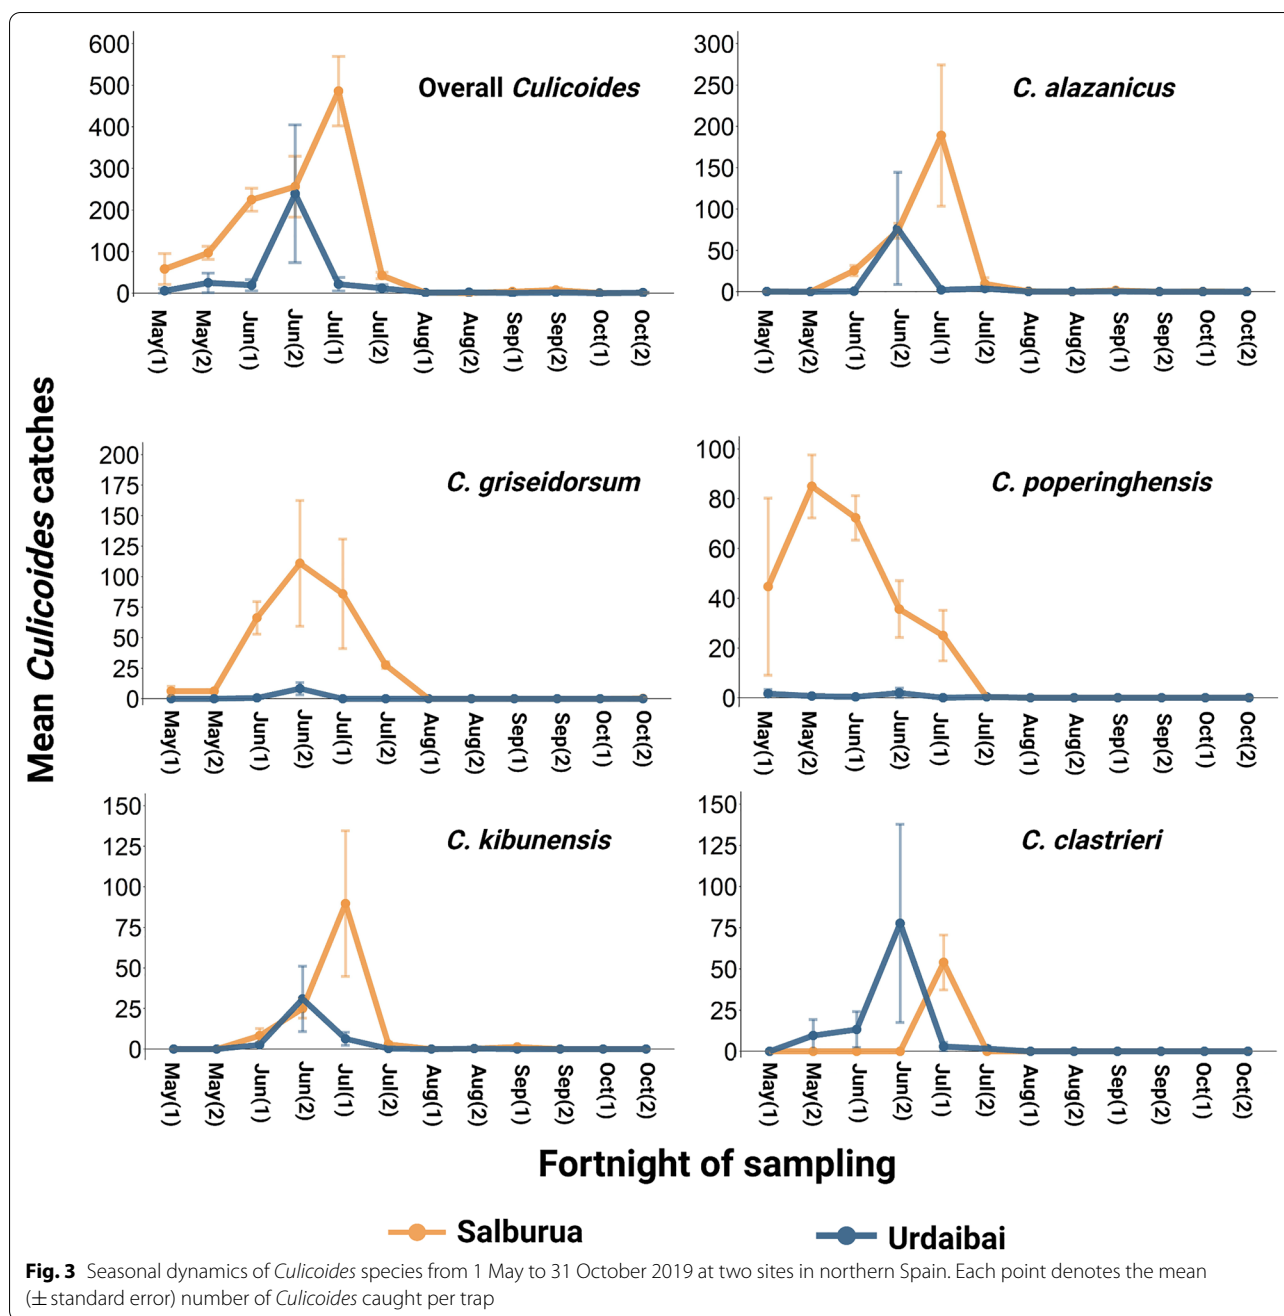 Mean Culicoides catches
600
500
400
300
200
100
0
Overall Culicoides
May(1) May(2) Jun(1) Jun(2) Jul(1) Jul(2) Aug(1) Aug(2) Sep(1) Sep(2) Oct(1) Oct(2)
300
250
200
150
100
50
0
C. alazanicus
May(1) May(2) Jun(1) Jun(2) Jul(1) Jul(2) Aug(1) Aug(2) Sep(1) Sep(2) Oct(1) Oct(2)
200
175
150
125
100
75
50
25
0
C. griseidorsum
May(1) May(2) Jun(1) Jun(2) Jul(1) Jul(2) Aug(1) Aug(2) Sep(1) Sep(2) Oct(1) Oct(2)
100
80
60
40
20
0
C. poperinghensis
May(1) May(2) Jun(1) Jun(2) Jul(1) Jul(2) Aug(1) Aug(2) Sep(1) Sep(2) Oct(1) Oct(2)
150
125
100
75
50
25
0
C. kibunensis
May(1) May(2) Jun(1) Jun(2) Jul(1) Jul(2) Aug(1) Aug(2) Sep(1) Sep(2) Oct(1) Oct(2)
150
125
100
75
50
25
0
C. clastrieri
May(1) May(2) Jun(1) Jun(2) Jul(1) Jul(2) Aug(1) Aug(2) Sep(1) Sep(2) Oct(1) Oct(2)
Fortnight of sampling
Salburua
Urdaibai
Fig. 3 Seasonal dynamics of Culicoides species from 1 May to 31 October 2019 at two sites in northern Spain. Each point denotes the mean
(± standard error) number of Culicoides caught per trap